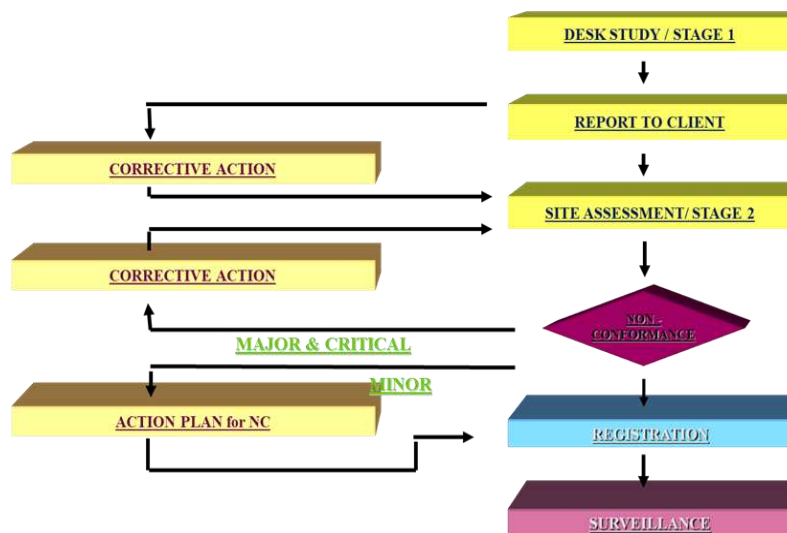 DESK STUDY / STAGE 1
REPORT TO CLIENT
CORRECTIVE ACTION
SITE ASSESSMENT/ STAGE 2
CORRECTIVE ACTION
NON -
CONFORMANCE
MAJOR & CRITICAL
MINOR
ACTION PLAN for NC
REGISTRATION
SURVEILLANCE